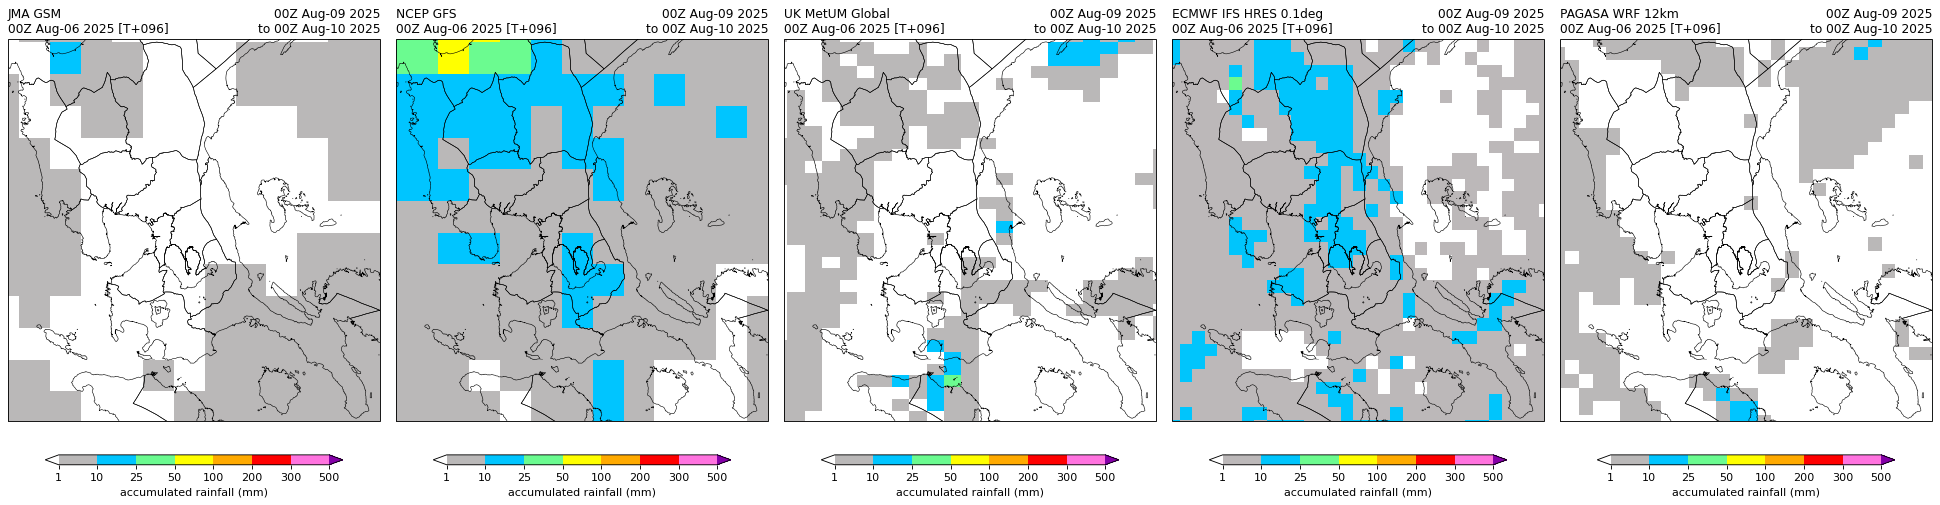 JMA GSM
00Z Aug-09 2025
00Z Aug-06 2025 [T+096]
to 00Z Aug-10 2025
NCEP GFS
00Z Aug-09 2025
00Z Aug-06 2025 [T+096]
to 00Z Aug-10 2025
UK MetUM Global
00Z Aug-09 2025
00Z Aug-06 2025 [T+096]
to 00Z Aug-10 2025
ECMWF IFS HRES 0.1deg
00Z Aug-09 2025
00Z Aug-06 2025 [T+096]
to 00Z Aug-10 2025
PAGASA WRF 12km
00Z Aug-09 2025
00Z Aug-06 2025 [T+096]
to 00Z Aug-10 2025
1 10 25 50 100 200 300 500
accumulated rainfall (mm)
1 10 25 50 100 200 300 500
accumulated rainfall (mm)
1 10 25 50 100 200 300 500
accumulated rainfall (mm)
1 10 25 50 100 200 300 500
accumulated rainfall (mm)
1 10 25 50 100 200 300 500
accumulated rainfall (mm)